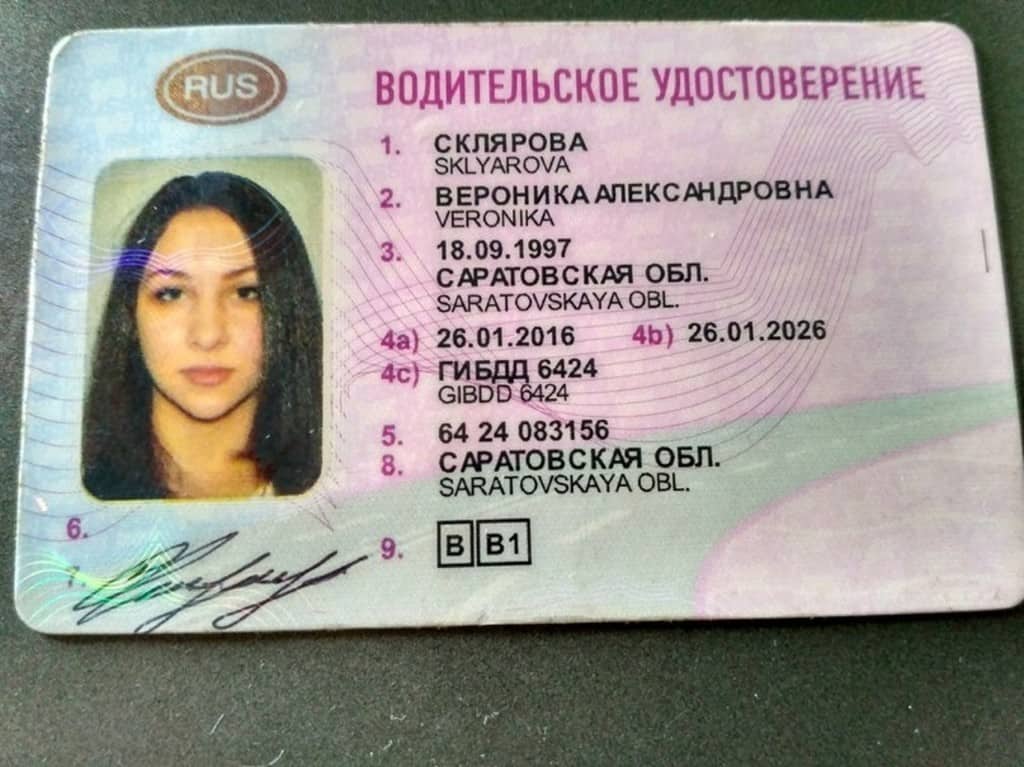 RUS
ВОДИТЕЛЬСКОЕ УДОСТОВЕРЕНИЕ
1. СКЛЯРОВА
SKLYAROVA
2. ВЕРОНИКА АЛЕКСАНДРОВНА
VERONIKA
3. 18.09.1997
САРАТОВСКАЯ ОБЛ.
SARATOVSKAYA OBL.
4a) 26.01.2016 4b) 26.01.2026
4c) ГИБДД 6424
GIBDD 6424
5. 64 24 083156
8. САРАТОВСКАЯ ОБЛ.
SARATOVSKAYA OBL.
6.
7.
9. B B1